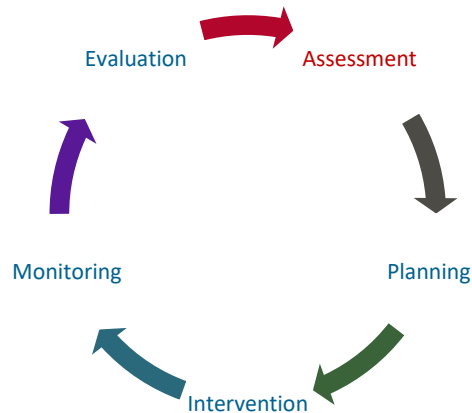 Evaluation
Assessment
Planning
Intervention
Monitoring